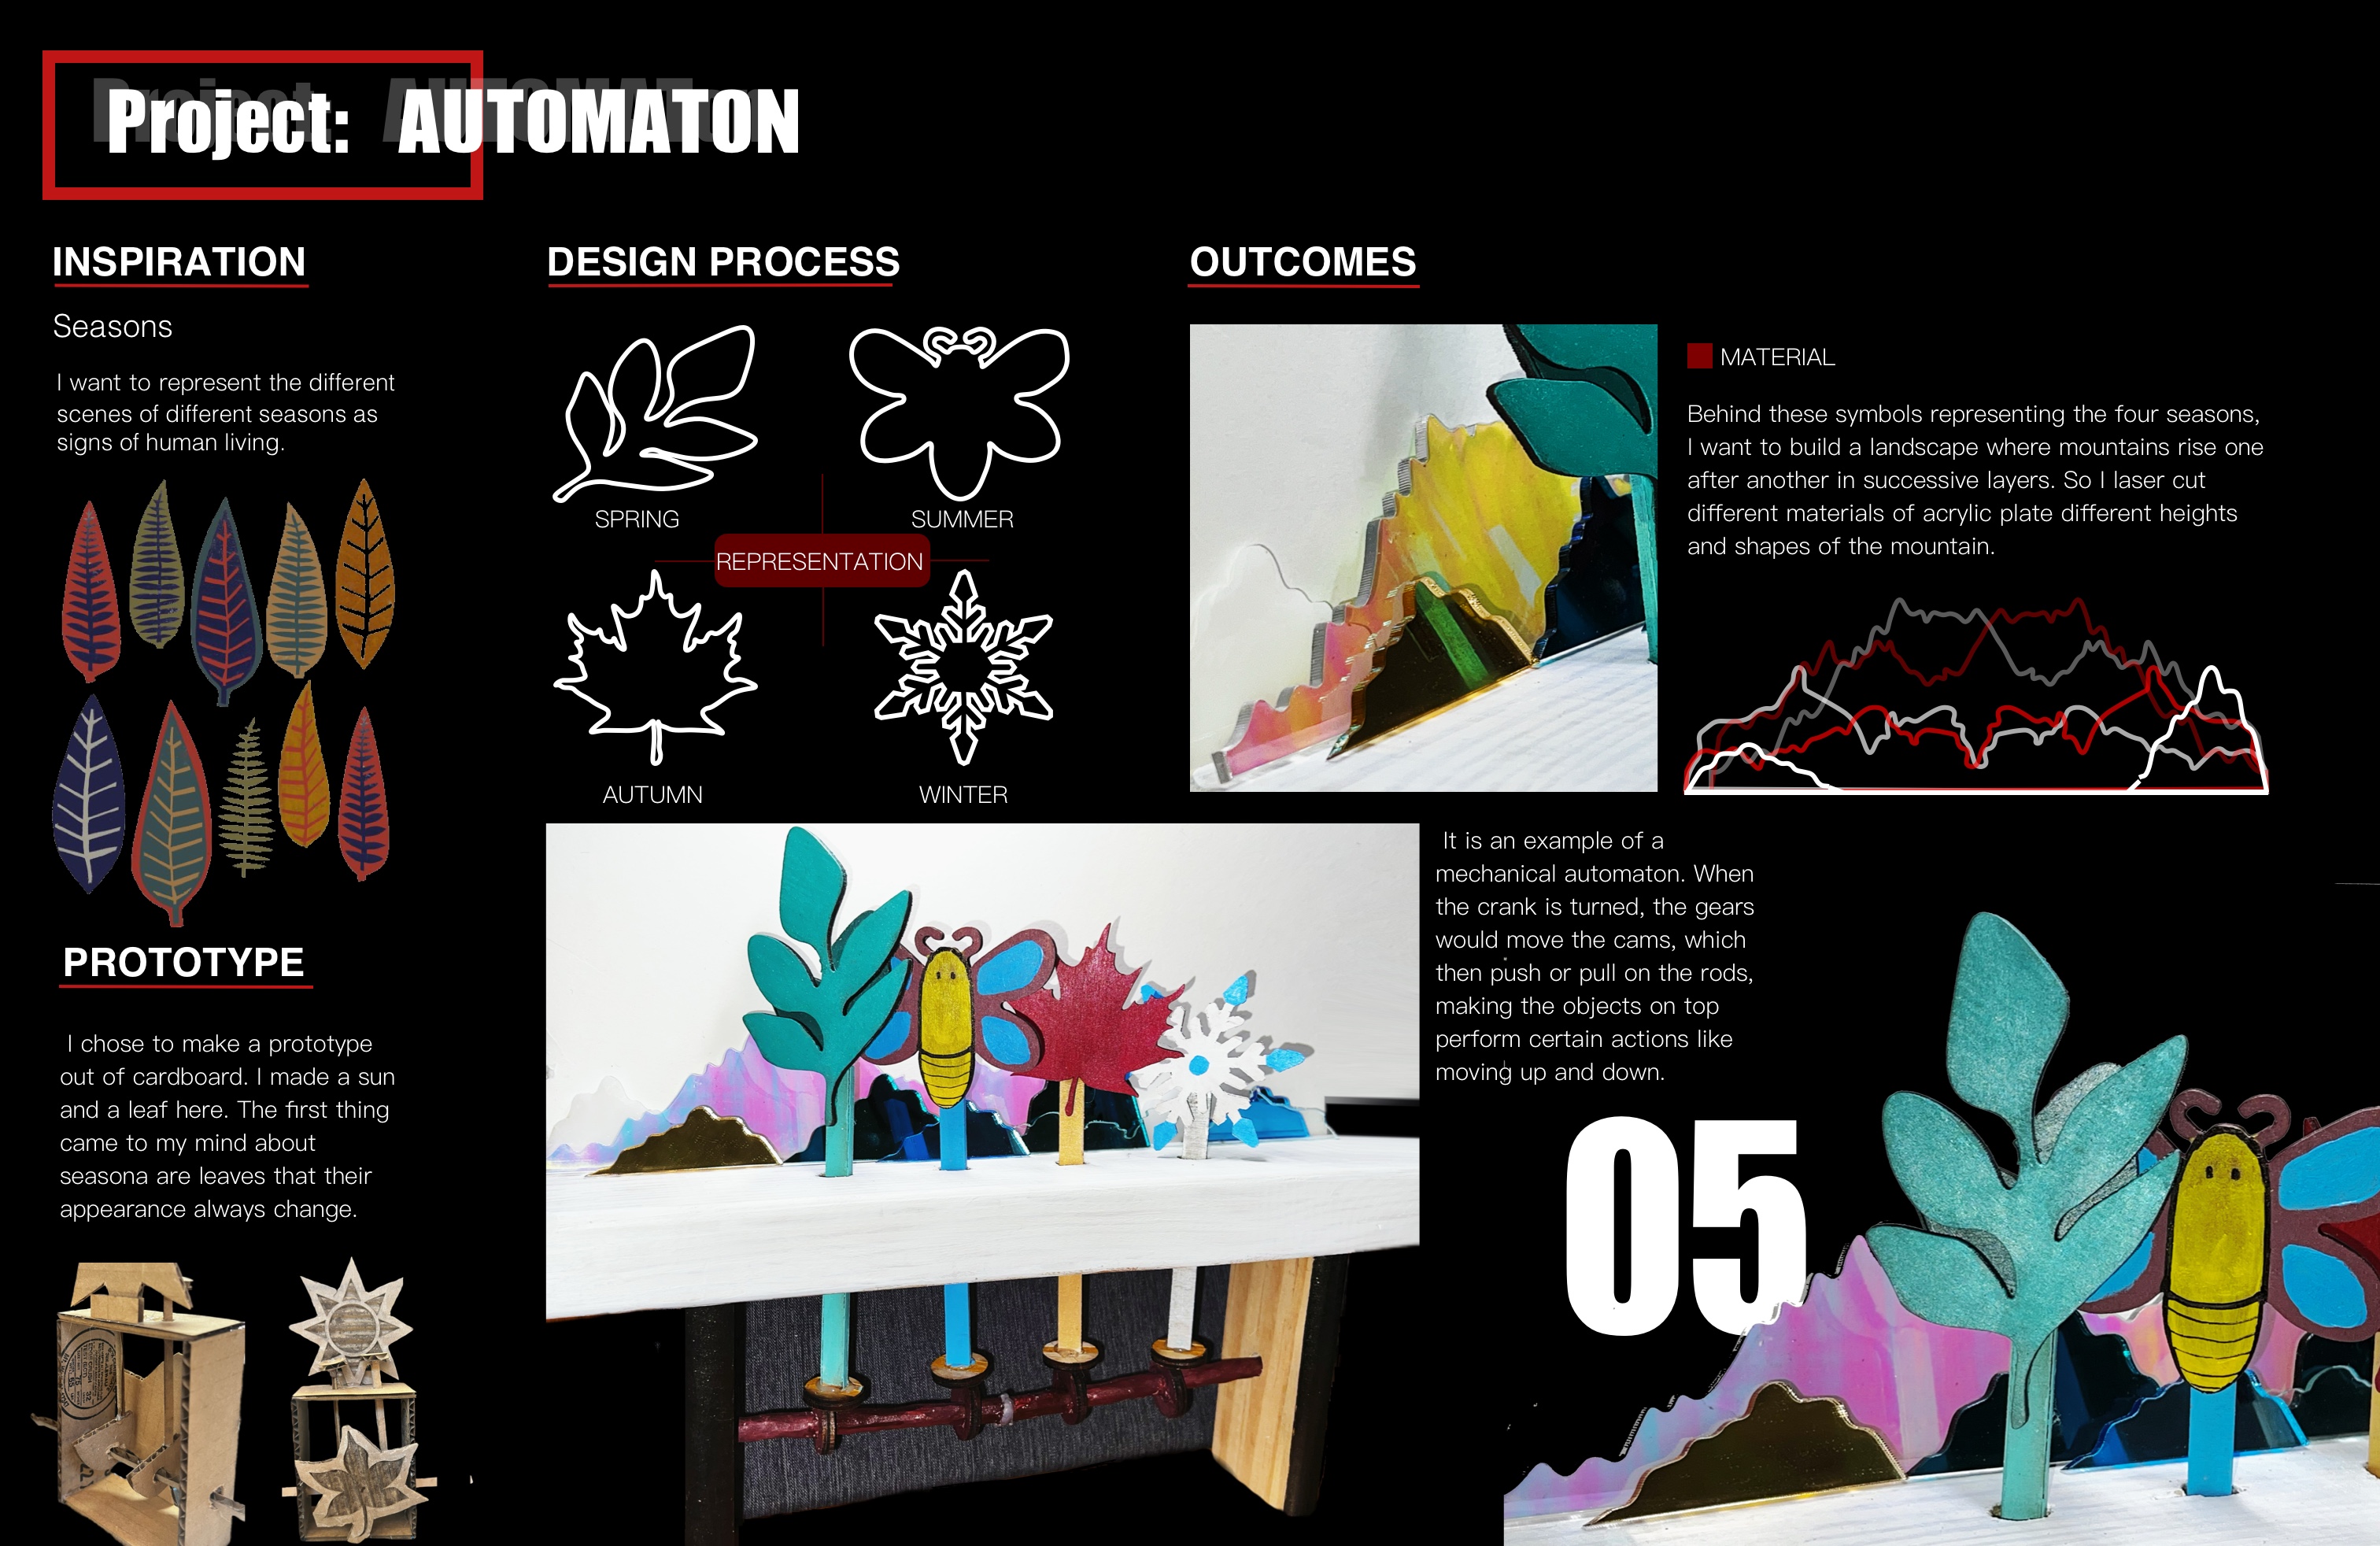 Project: AUTOMATON
INSPIRATION
Seasons
I want to represent the different
scenes of different seasons as
signs of human living.
PROTOTYPE
I chose to make a prototype
out of cardboard. I made a sun
and a leaf here. The first thing
came to my mind about
seasona are leaves that their
appearance always change.
DESIGN PROCESS
SPRING
SUMMER
REPRESENTATION
AUTUMN
WINTER
OUTCOMES
MATERIAL
Behind these symbols representing the four seasons,
I want to build a landscape where mountains rise one
after another in successive layers. So I laser cut
different materials of acrylic plate different heights
and shapes of the mountain.
It is an example of a
mechanical automaton. When
the crank is turned, the gears
would move the cams, which
then push or pull on the rods,
making the objects on top
perform certain actions like
moving up and down.
05